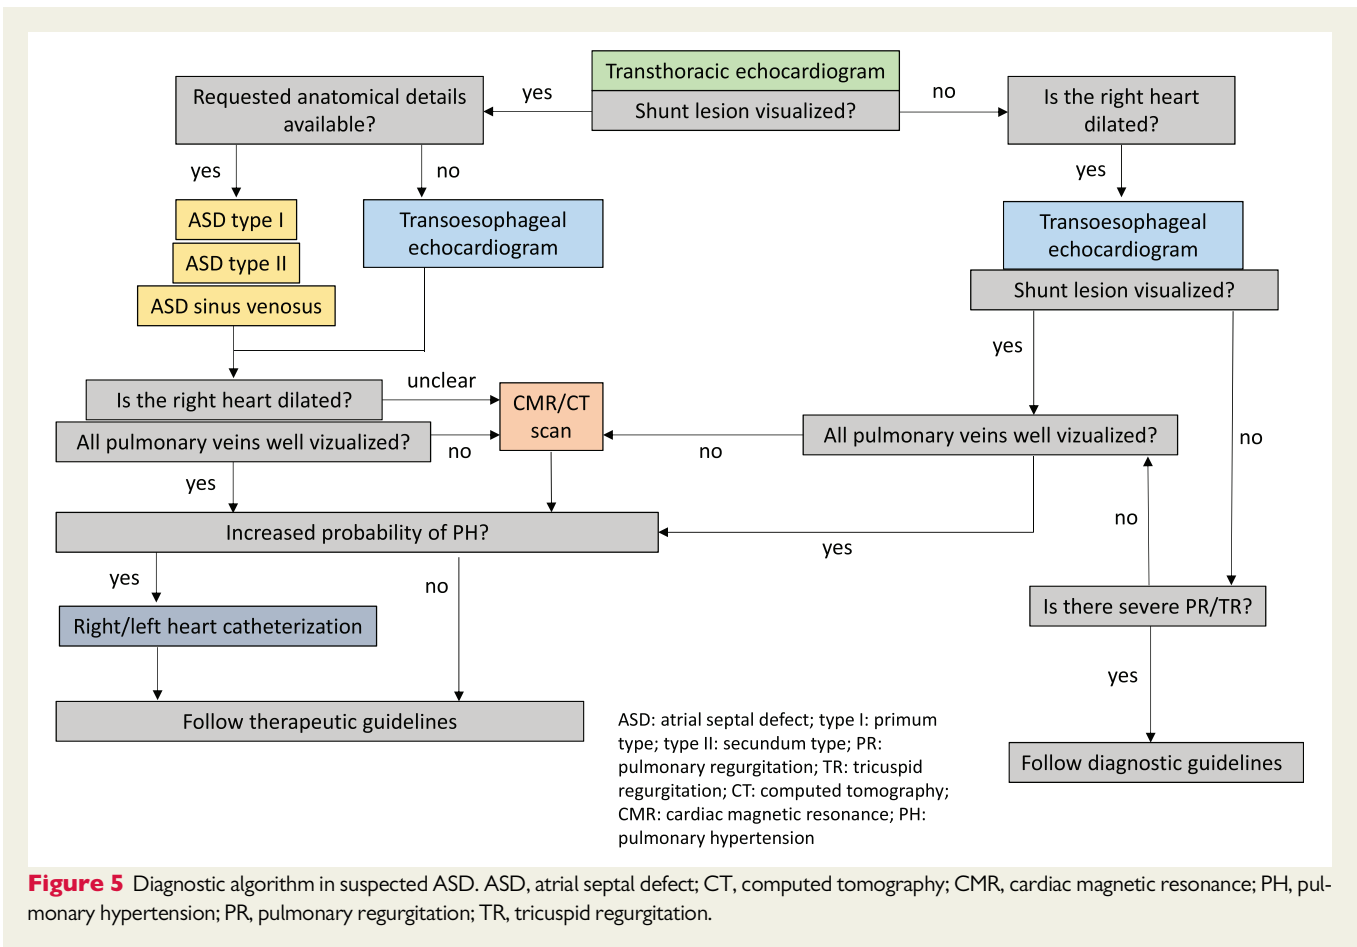 Transthoracic echocardiogram
Shunt lesion visualized?
yes
no
Requested anatomical details
available?
Is the right heart
dilated?
yes
no
yes
ASD type I
ASD type II
ASD sinus venosus
Transoesophageal
echocardiogram
Transoesophageal
echocardiogram
Shunt lesion visualized?
yes
no
Is the right heart dilated?
unclear
All pulmonary veins well vizualized?
no
CMR/CT
scan
no
All pulmonary veins well vizualized?
yes
yes
no
Increased probability of PH?
yes
no
Is there severe PR/TR?
Right/left heart catheterization
yes
Follow therapeutic guidelines
Follow diagnostic guidelines
ASD: atrial septal defect; type I: primum
type; type II: secundum type; PR:
pulmonary regurgitation; TR: tricuspid
regurgitation; CT: computed tomography;
CMR: cardiac magnetic resonance; PH:
pulmonary hypertension
Figure 5 Diagnostic algorithm in suspected ASD. ASD, atrial septal defect; CT, computed tomography; CMR, cardiac magnetic resonance; PH, pul-
monary hypertension; PR, pulmonary regurgitation; TR, tricuspid regurgitation.